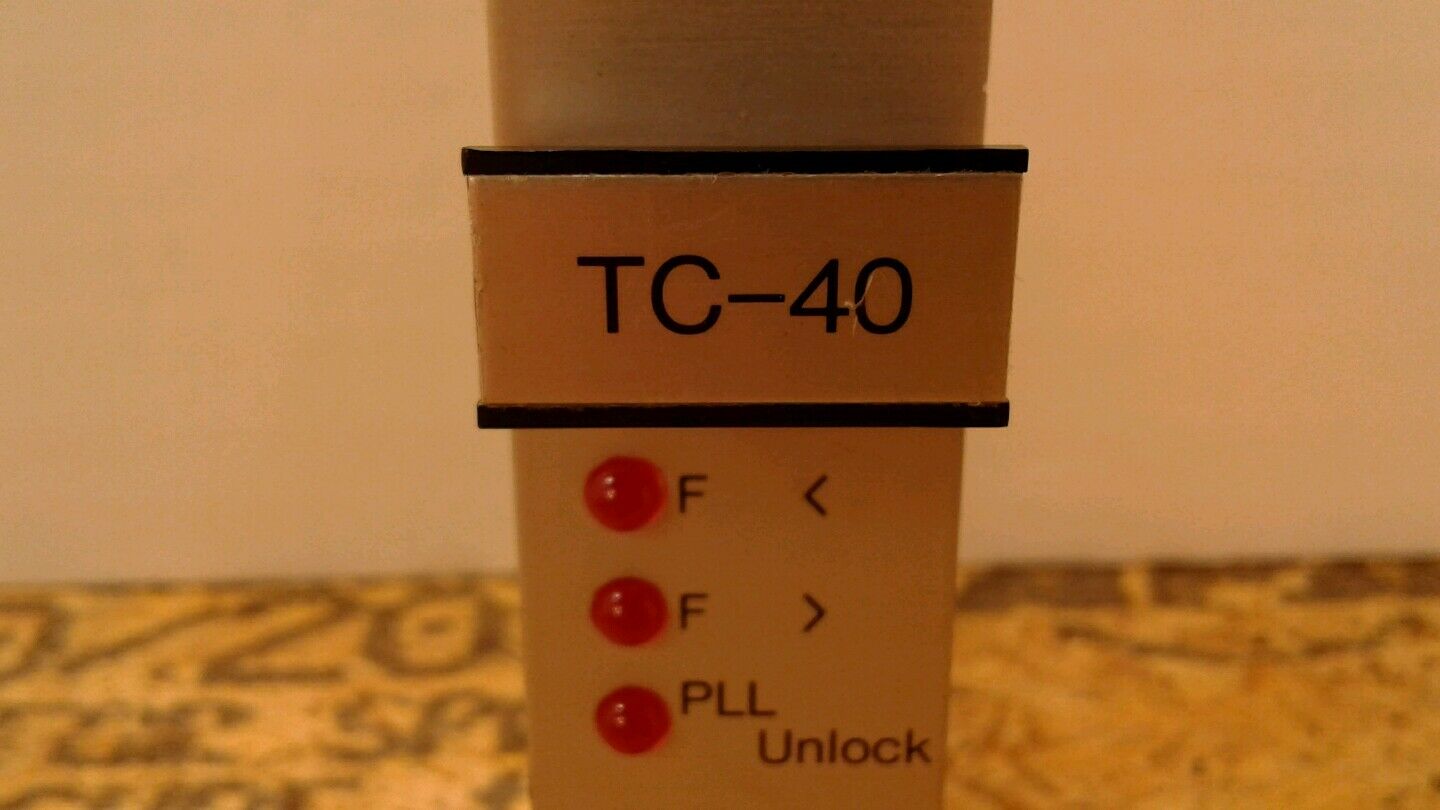 TC-40
F <
F >
PLL
Unlock